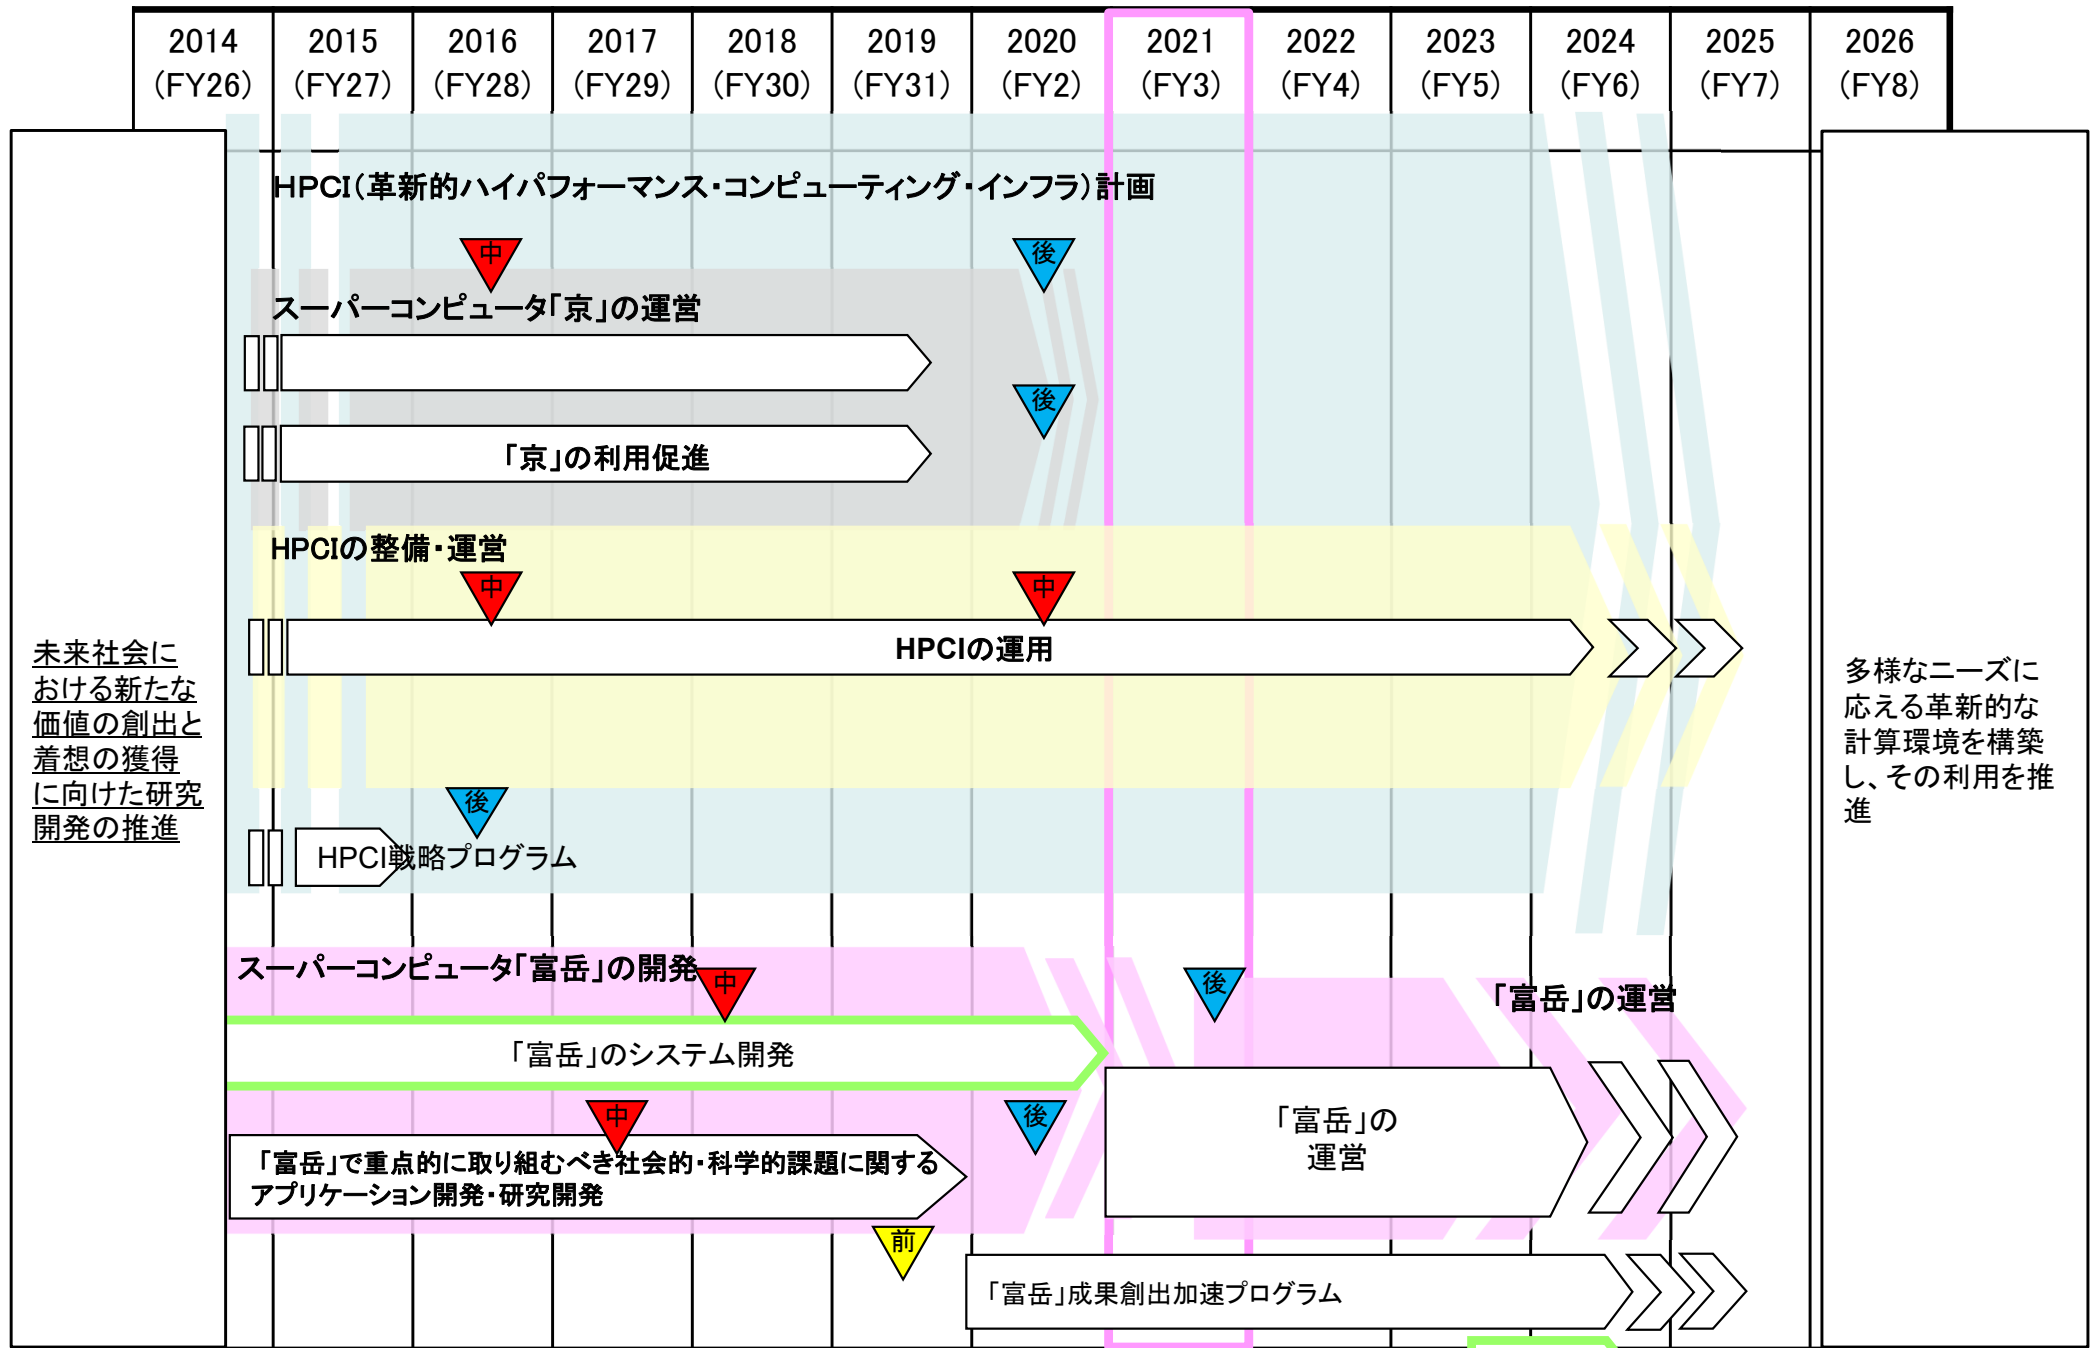 2014 2015 2016 2017 2018 2019 2020 2021 2022 2023 2024 2025 2026
(FY26) (FY27) (FY28) (FY29) (FY30) (FY31) (FY2) (FY3) (FY4) (FY5) (FY6) (FY7) (FY8)
未来社会に
おける新たな
価値の創出と
着想の獲得
に向けた研究
開発の推進
HPCI(革新的ハイパフォーマンス・コンピューティング・インフラ)計画
中
後
スーパーコンピュータ「京」の運営
後
「京」の利用促進
HPCIの整備・運営
中
中
HPCIの運用
後
HPCI戦略プログラム
スーパーコンピュータ「富岳」の開発
中
後
「富岳」の運営
「富岳」のシステム開発
中
後
「富岳」の
運営
「富岳」で重点的に取り組むべき社会的・科学的課題に関する
アプリケーション開発・研究開発
前
「富岳」成果創出加速プログラム
多様なニーズに
応える革新的な
計算環境を構築
し、その利用を推
進